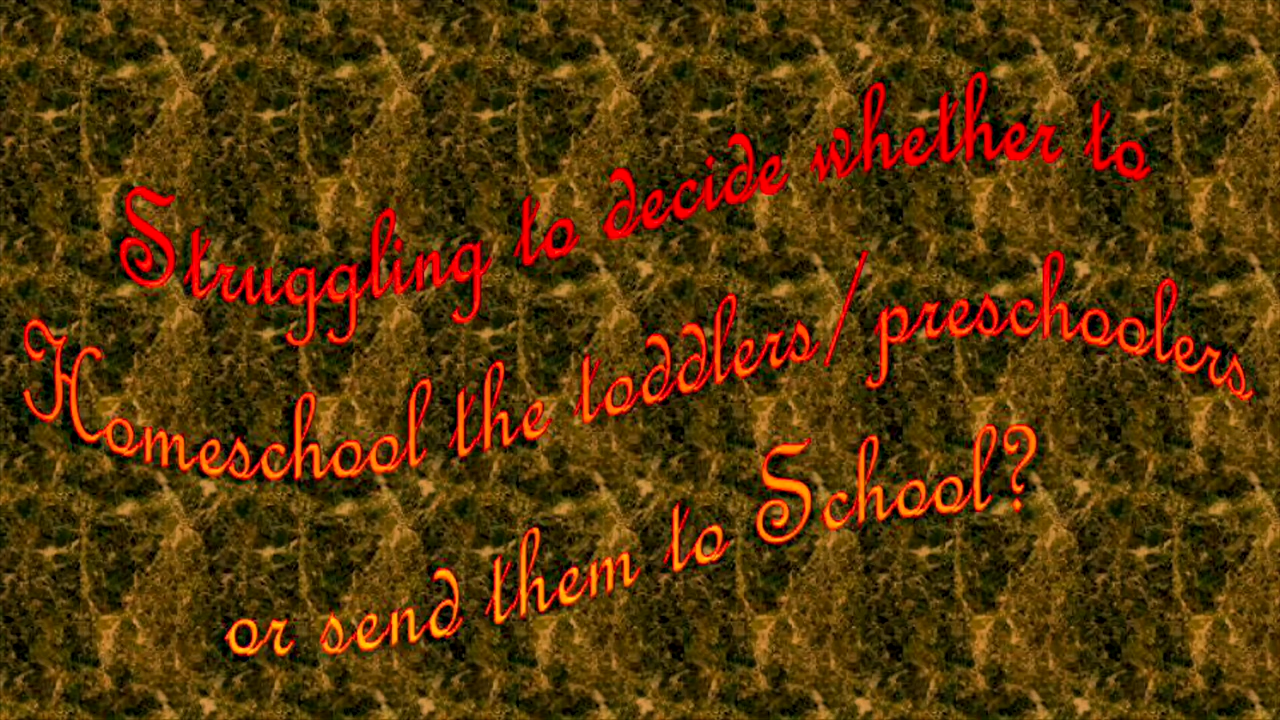 Struggling to decide whether to
Homeschool the toddlers/ preschoolers,
or send them to School?